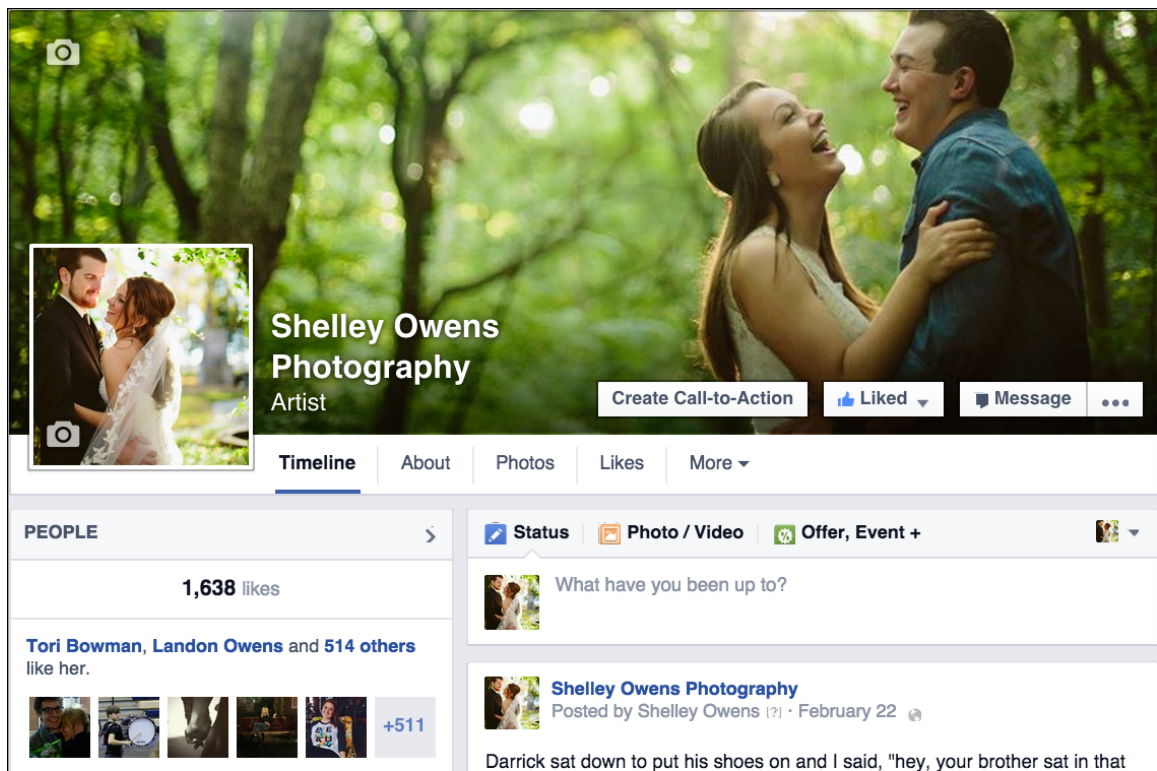 Shelley Owens
Photography
Artist
Create Call-to-Action
Liked
Message
Timeline
About
Photos
Likes
More
PEOPLE
1,638 likes
Tori Bowman, Landon Owens and 514 others
like her.
+511
Status
Photo / Video
Offer, Event +
What have you been up to?
Shelley Owens Photography
Posted by Shelley Owens [?] · February 22
Darrick sat down to put his shoes on and I said, "hey, your brother sat in that